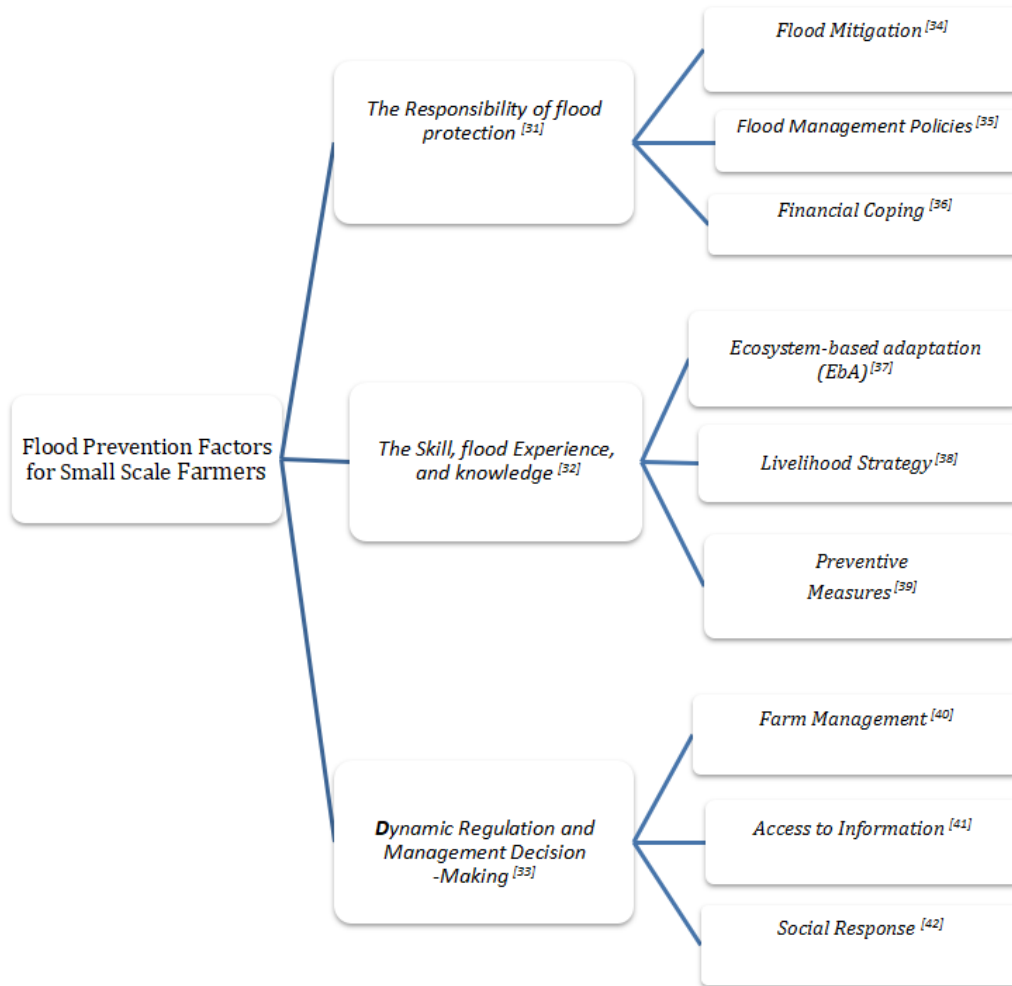 Flood Prevention Factors
for Small Scale Farmers
The Responsibility of flood
protection [31]
Flood Mitigation [34]
Flood Management Policies [35]
Financial Coping [36]
The Skill, flood Experience,
and knowledge [32]
Ecosystem-based adaptation
(EbA) [37]
Livelihood Strategy [38]
Preventive
Measures [39]
Dynamic Regulation and
Management Decision
-Making [33]
Farm Management [40]
Access to Information [41]
Social Response [42]